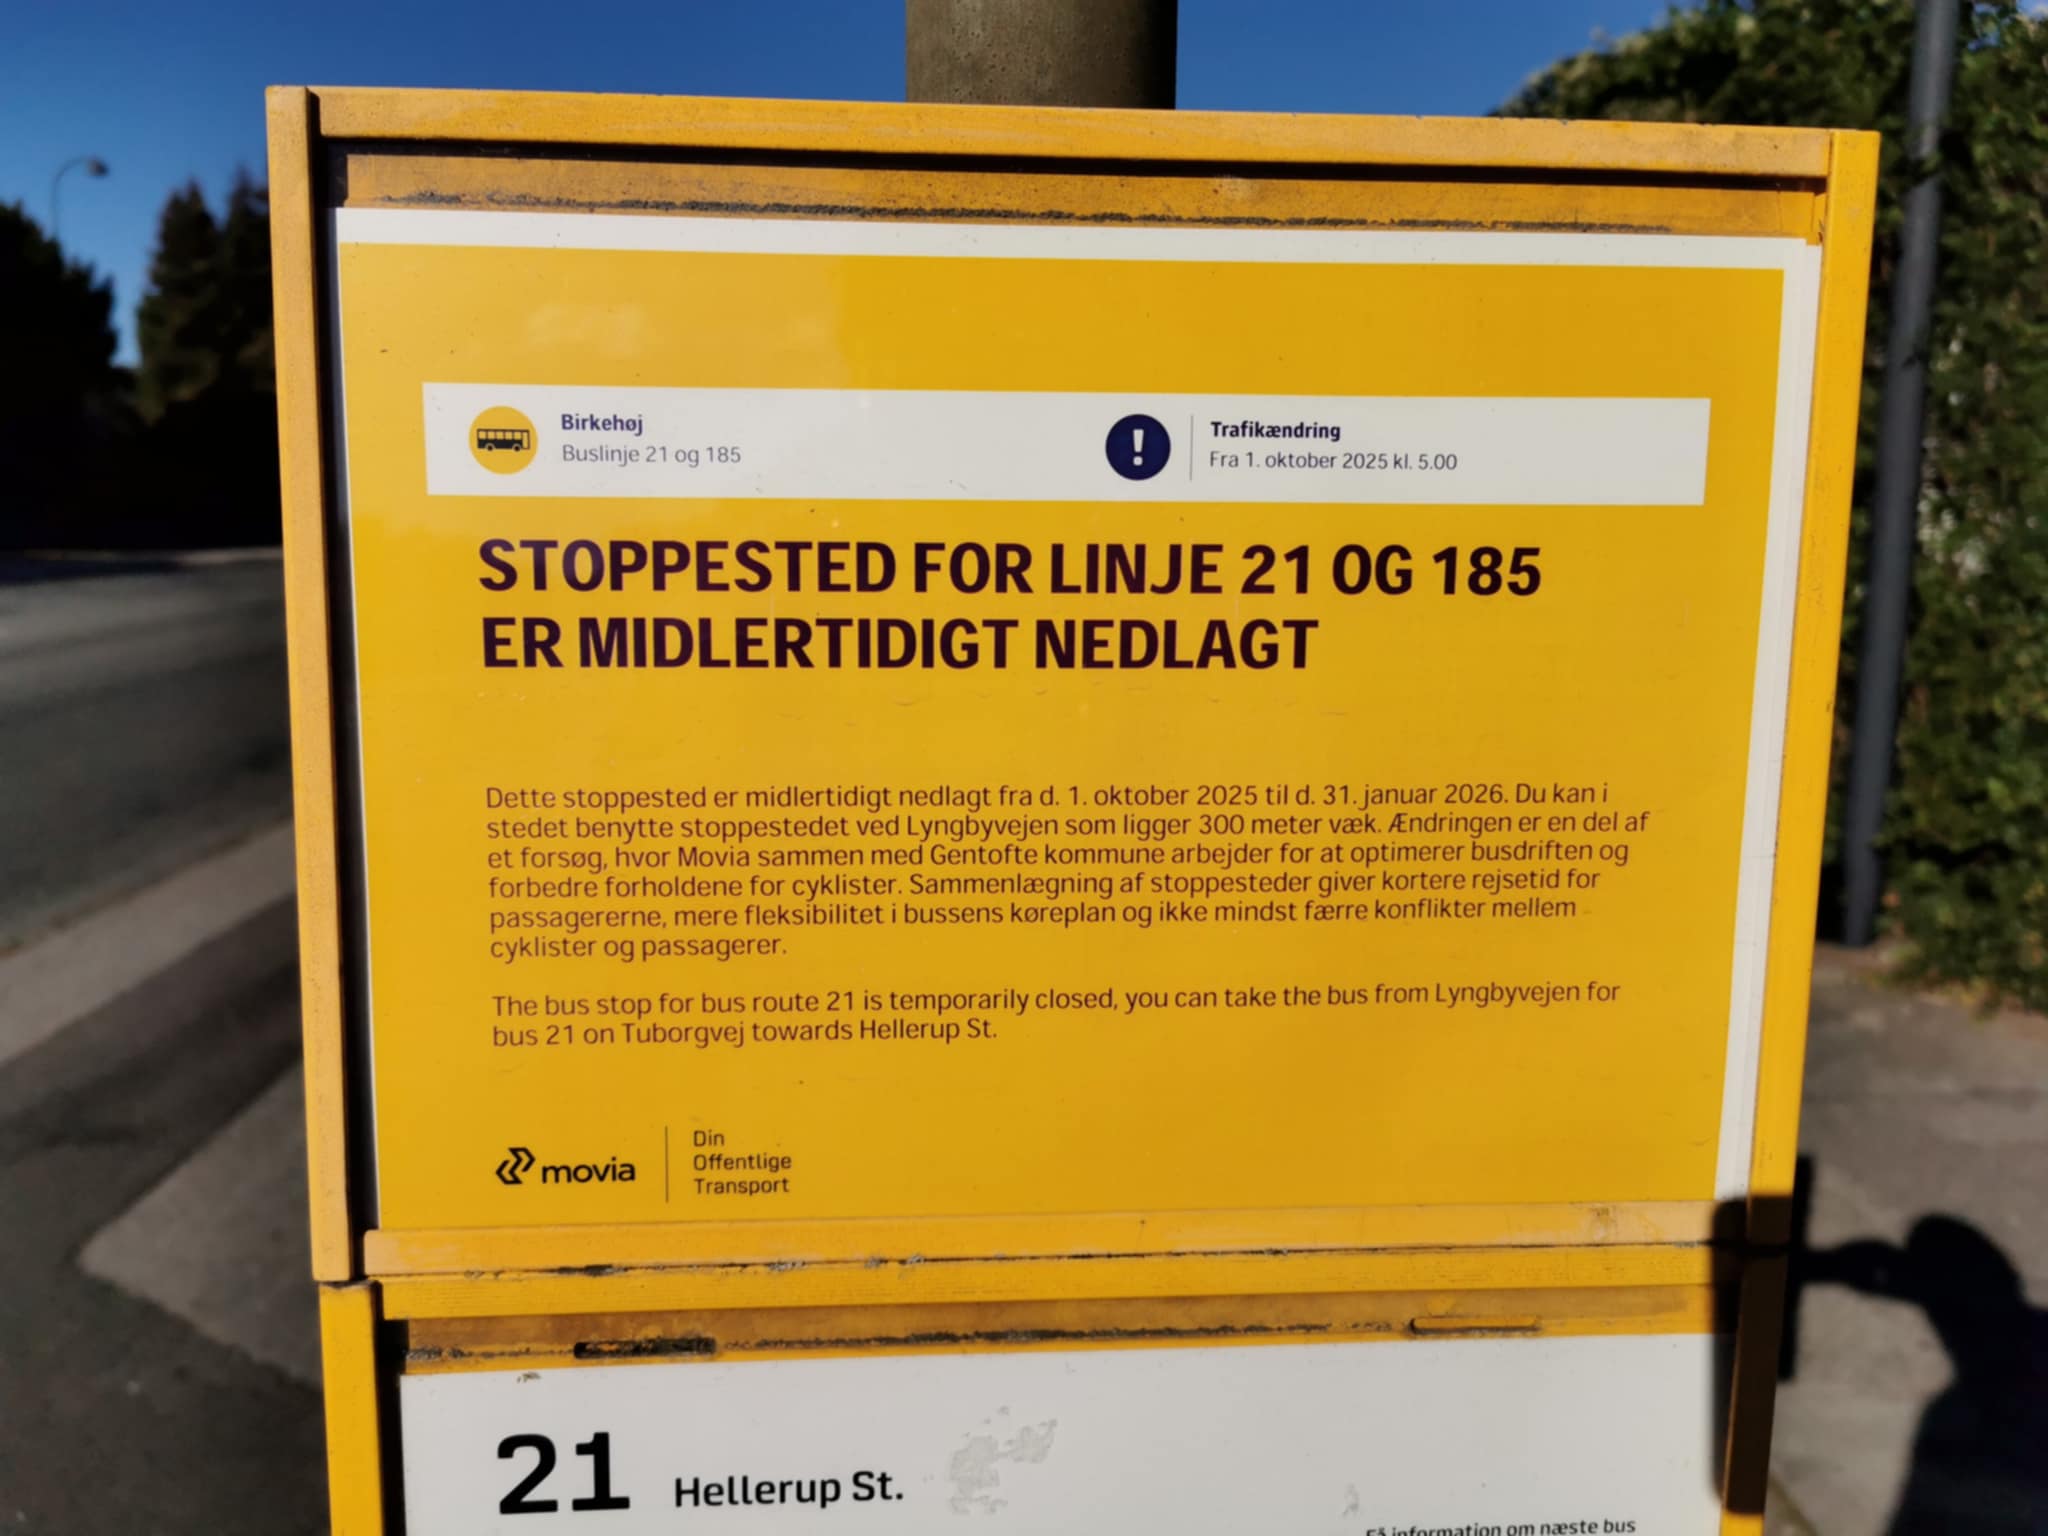 Birkehøj
Buslinje 21 og 185
!
Trafikændring
Fra 1. oktober 2025 kl. 5.00
STOPPESTED FOR LINJE 21 OG 185
ER MIDLERTIDIGT NEDLAGT
Dette stoppested er midlertidigt nedlagt fra d. 1. oktober 2025 til d. 31. januar 2026. Du kan i
stedet benytte stoppestedet ved Lyngbyvejen som ligger 300 meter væk. Ændringen er en del af
et forsøg, hvor Movia sammen med Gentofte kommune arbejder for at optimerer busdriften og
forbedre forholdene for cyklister. Sammenlægning af stoppesteder giver kortere rejsetid for
passagererne, mere fleksibilitet i bussens køreplan og ikke mindst færre konflikter mellem
cyklister og passagerer.
The bus stop for bus route 21 is temporarily closed, you can take the bus from Lyngbyvejen for
bus 21 on Tuborgvej towards Hellerup St.
movia
Din
Offentlige
Transport
21 Hellerup St.
Få information om næste bus